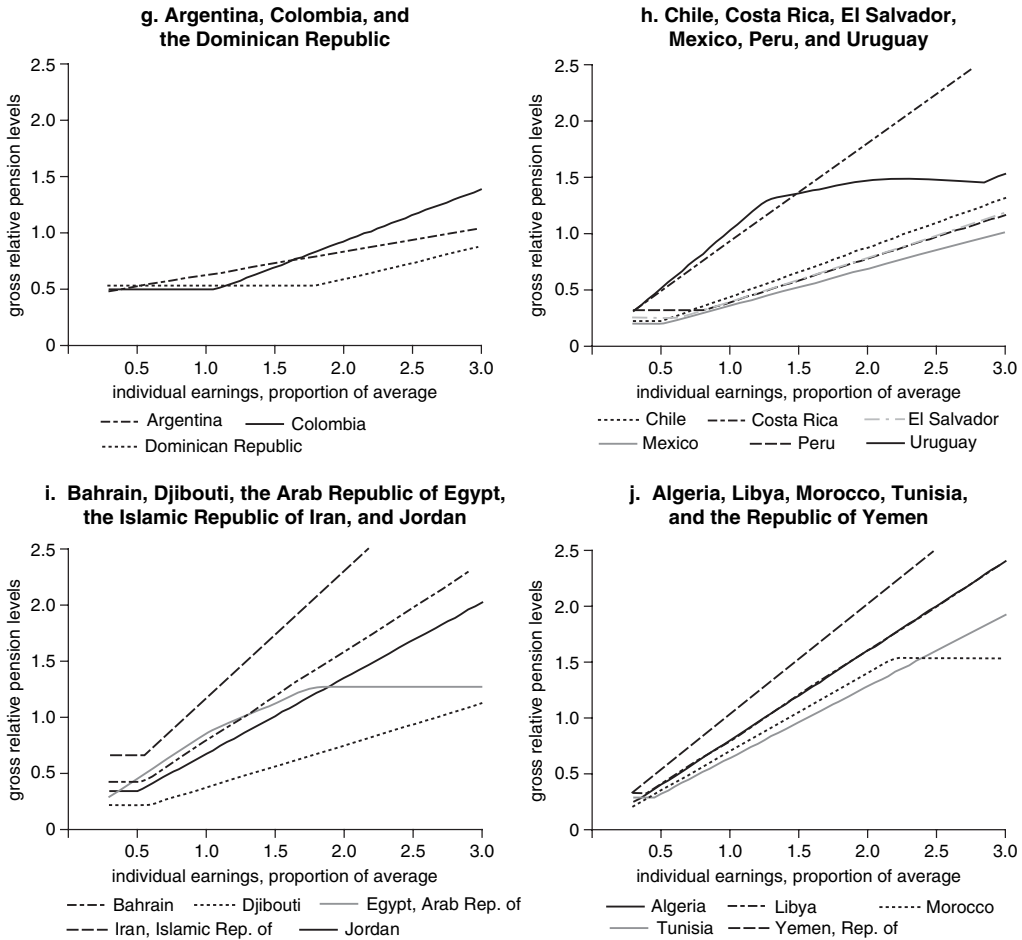 g. Argentina, Colombia, and
the Dominican Republic
2.5
2.0
1.5
1.0
0.5
0
gross relative pension levels
0.5 1.0 1.5 2.0 2.5 3.0
individual earnings, proportion of average
Argentina Colombia
Dominican Republic
h. Chile, Costa Rica, El Salvador,
Mexico, Peru, and Uruguay
2.5
2.0
1.5
1.0
0.5
0
gross relative pension levels
0.5 1.0 1.5 2.0 2.5 3.0
individual earnings, proportion of average
Chile Costa Rica El Salvador
Mexico Peru Uruguay
i. Bahrain, Djibouti, the Arab Republic of Egypt,
the Islamic Republic of Iran, and Jordan
2.5
2.0
1.5
1.0
0.5
0
gross relative pension levels
0.5 1.0 1.5 2.0 2.5 3.0
individual earnings, proportion of average
Bahrain Djibouti Egypt, Arab Rep. of
Iran, Islamic Rep. of Jordan
j. Algeria, Libya, Morocco, Tunisia,
and the Republic of Yemen
2.5
2.0
1.5
1.0
0.5
0
gross relative pension levels
0.5 1.0 1.5 2.0 2.5 3.0
individual earnings, proportion of average
Algeria Libya Morocco
Tunisia Yemen, Rep. of